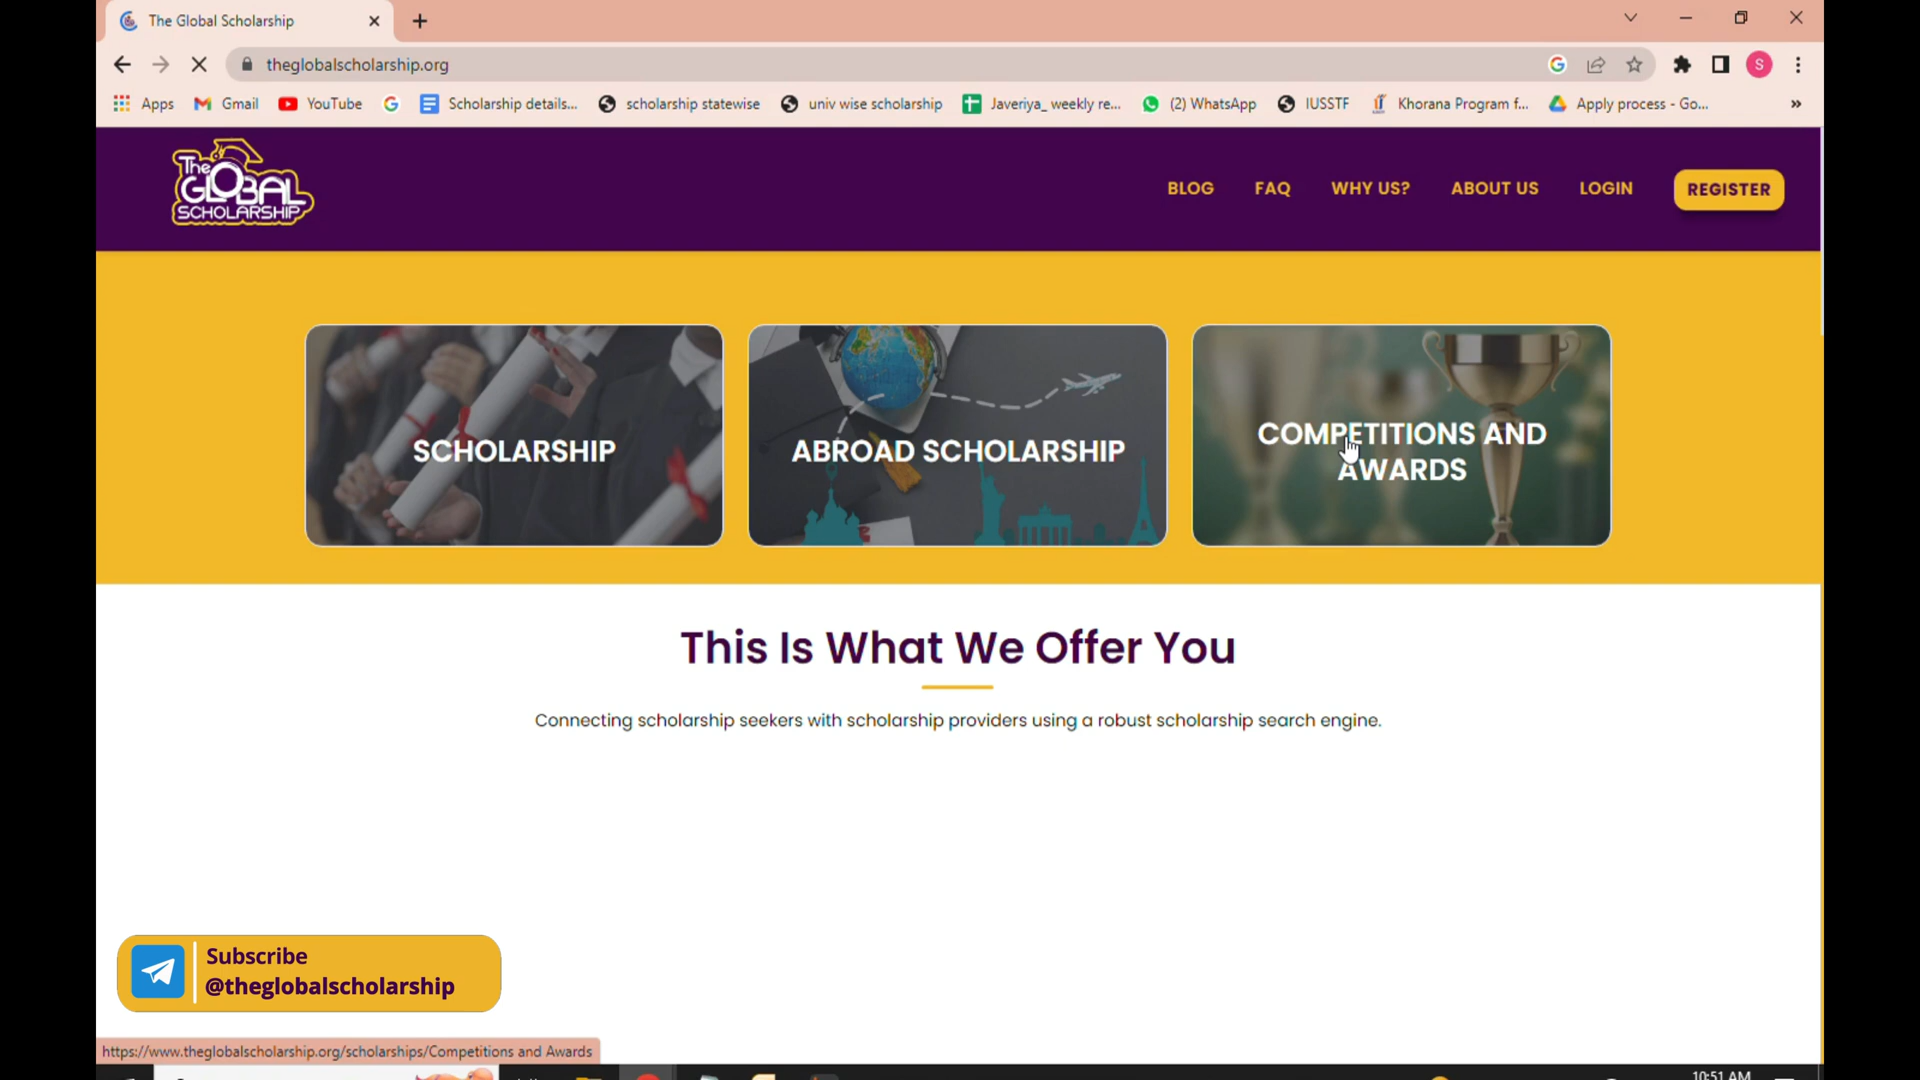 The Global Scholarship
theglobalscholarship.org
S
Apps Gmail YouTube Scholarship details... scholarship statewise univ wise scholarship Javeriya_ weekly re... (2) WhatsApp IUSSTF Khorana Program f... Apply process - Go... »
The
GLOBAL
SCHOLARSHIP
BLOG FAQ WHY US? ABOUT US LOGIN REGISTER
SCHOLARSHIP
ABROAD SCHOLARSHIP
COMPETITIONS AND
AWARDS
This Is What We Offer You
Connecting scholarship seekers with scholarship providers using a robust scholarship search engine.
Subscribe
@theglobalscholarship
https://www.theglobalscholarship.org/scholarships/Competitions and Awards
10:51 AM